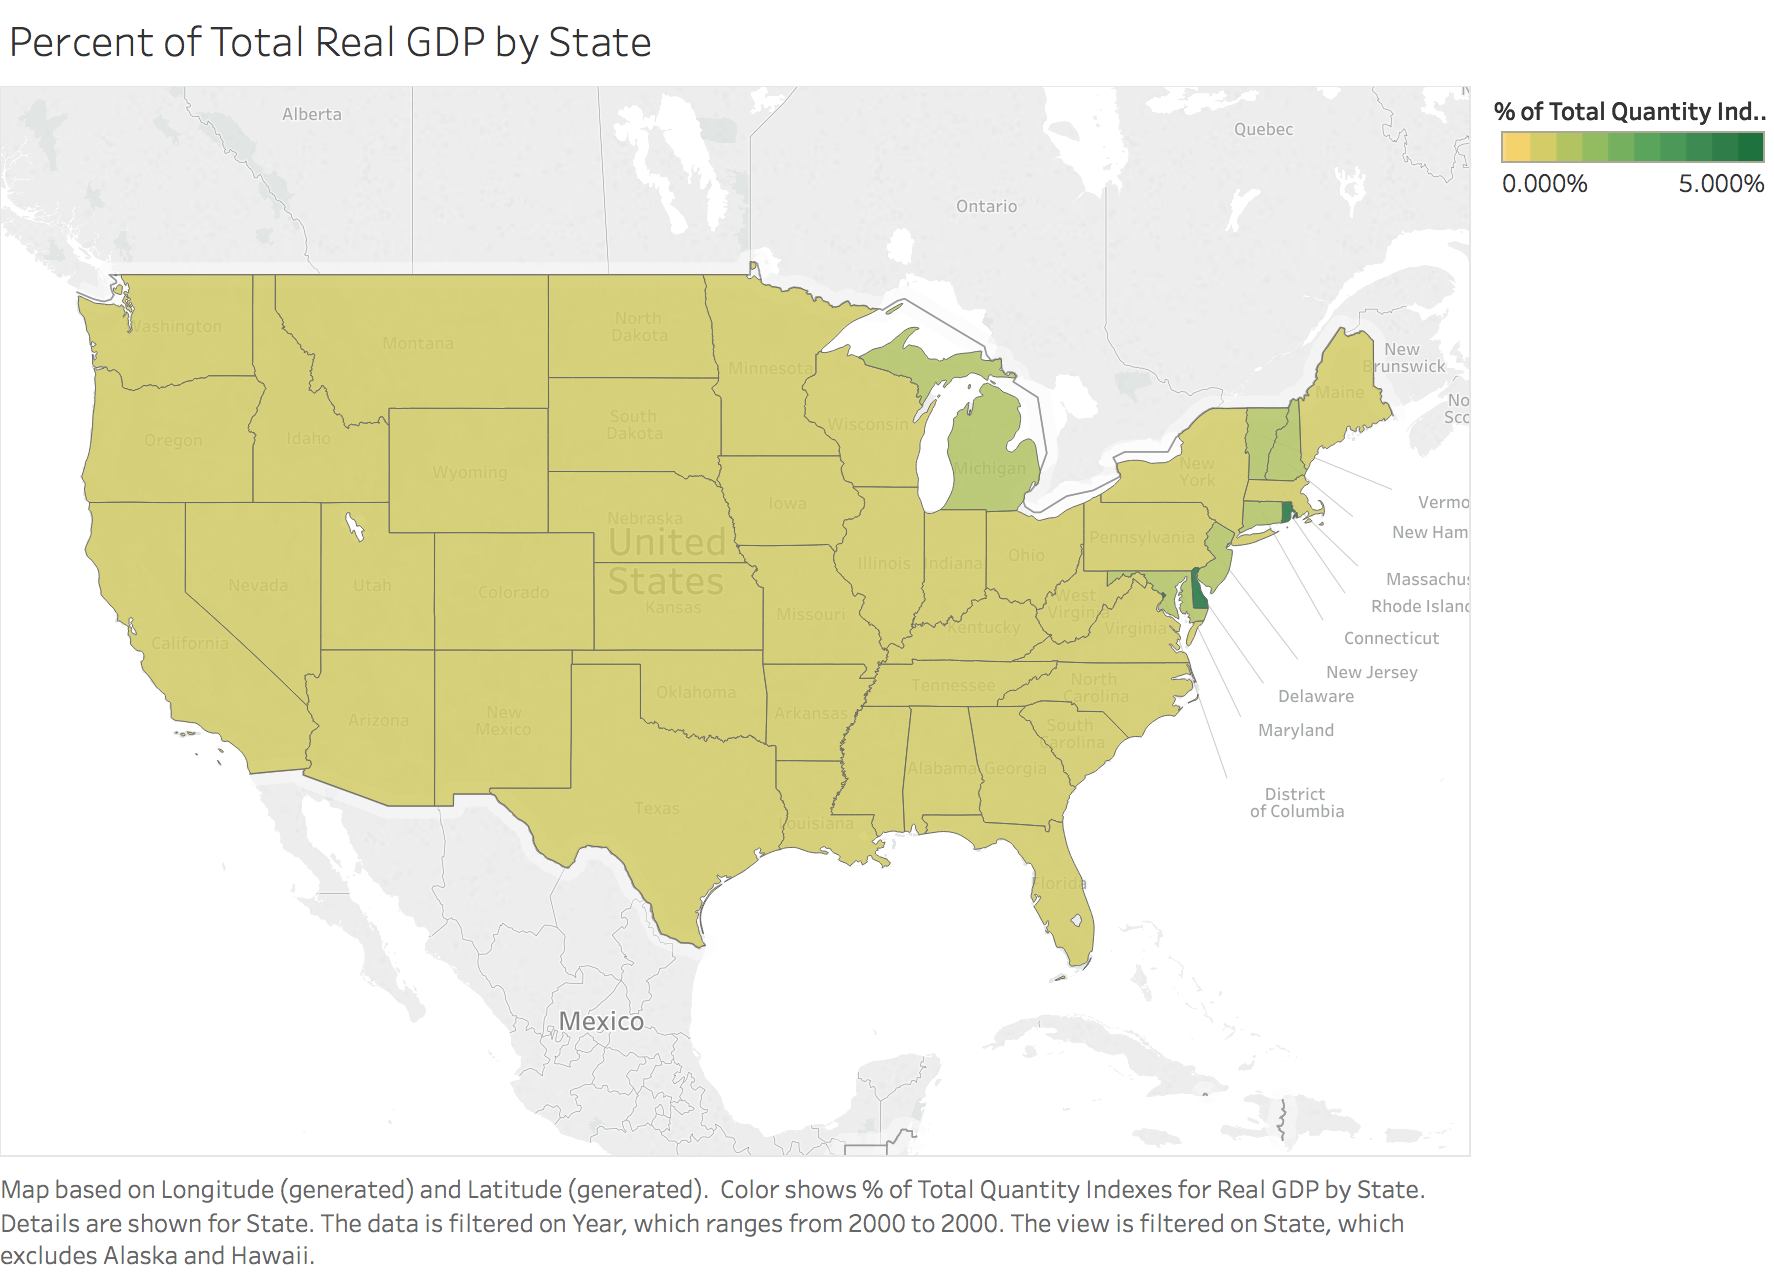 Percent of Total Real GDP by State
% of Total Quantity Ind..
0.000%
5.000%
Alberta
Quebec
Ontario
Washington
Montana
North
Dakota
Minnesota
New
Brunswick
Maine
No
Sco
Oregon
Idaho
South
Dakota
Wisconsin
Wyoming
Michigan
New
York
Iowa
Vermo
Nebraska
New Ham
United
States
Pennsylvania
Illinois
Indiana
Ohio
Nevada
Utah
Colorado
Kansas
Massachus
West
Virginia
Rhode Island
Missouri
Kentucky
Virginia
California
Connecticut
New Jersey
Oklahoma
Tennessee
North
Carolina
Delaware
Arizona
New
Mexico
Arkansas
South
Carolina
Maryland
Alabama
Georgia
Texas
Louisiana
District
of Columbia
Florida
Mexico
Map based on Longitude (generated) and Latitude (generated).  Color shows % of Total Quantity Indexes for Real GDP by State.
Details are shown for State. The data is filtered on Year, which ranges from 2000 to 2000. The view is filtered on State, which
excludes Alaska and Hawaii.